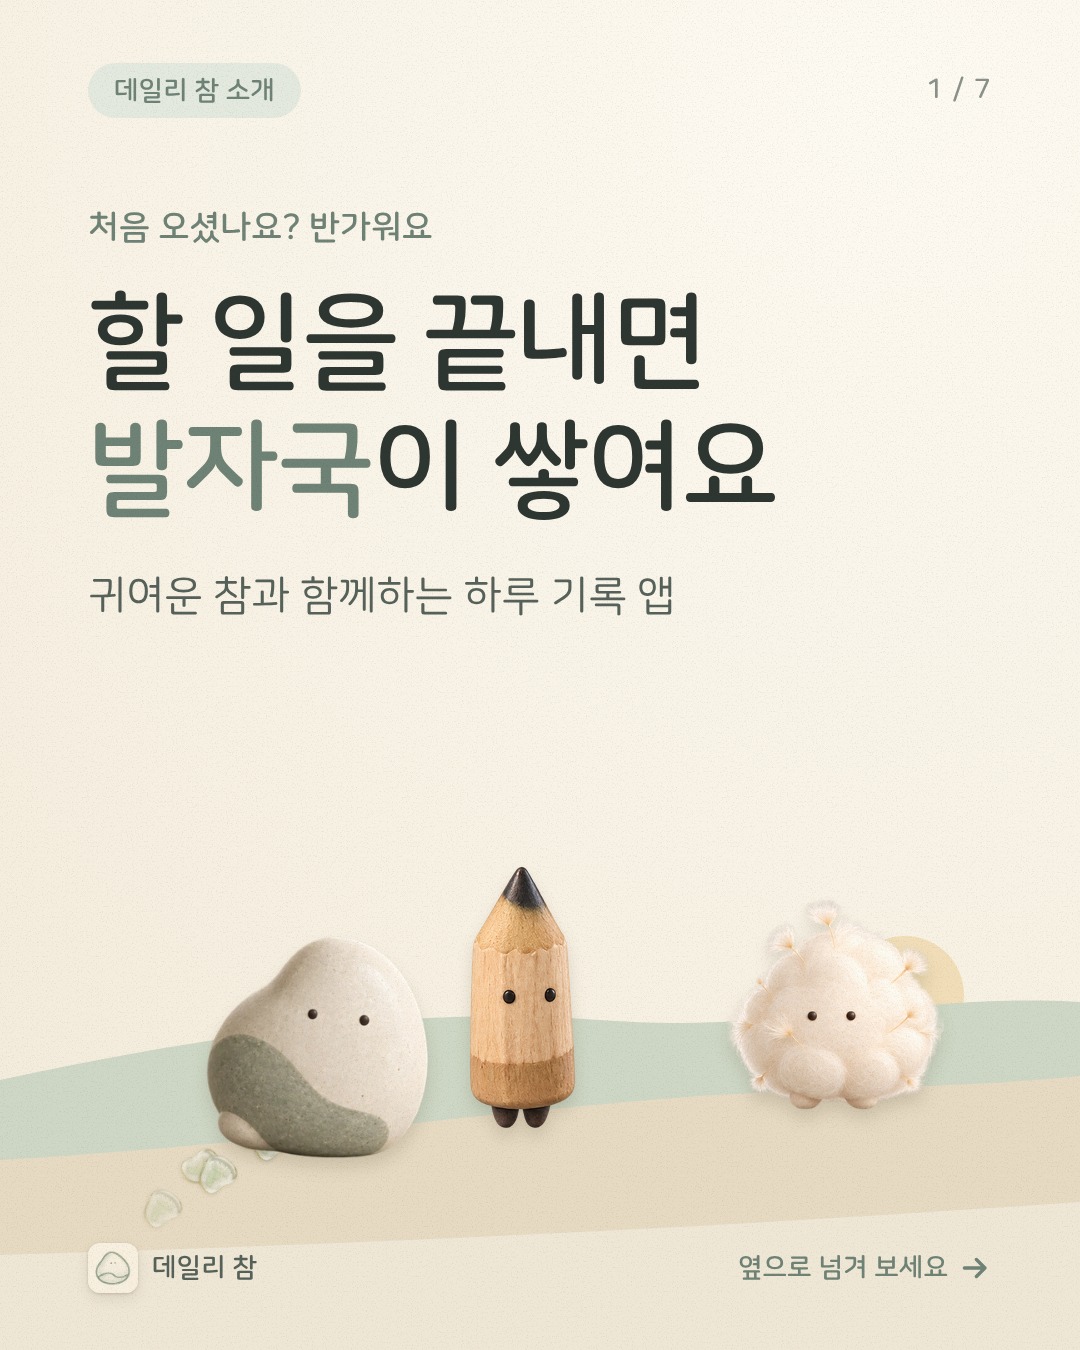 데일리 참 소개
1 / 7
처음 오셨나요? 반가워요
할 일을 끝내면
발자국이 쌓여요
귀여운 참과 함께하는 하루 기록 앱
데일리 참
옆으로 넘겨 보세요 →